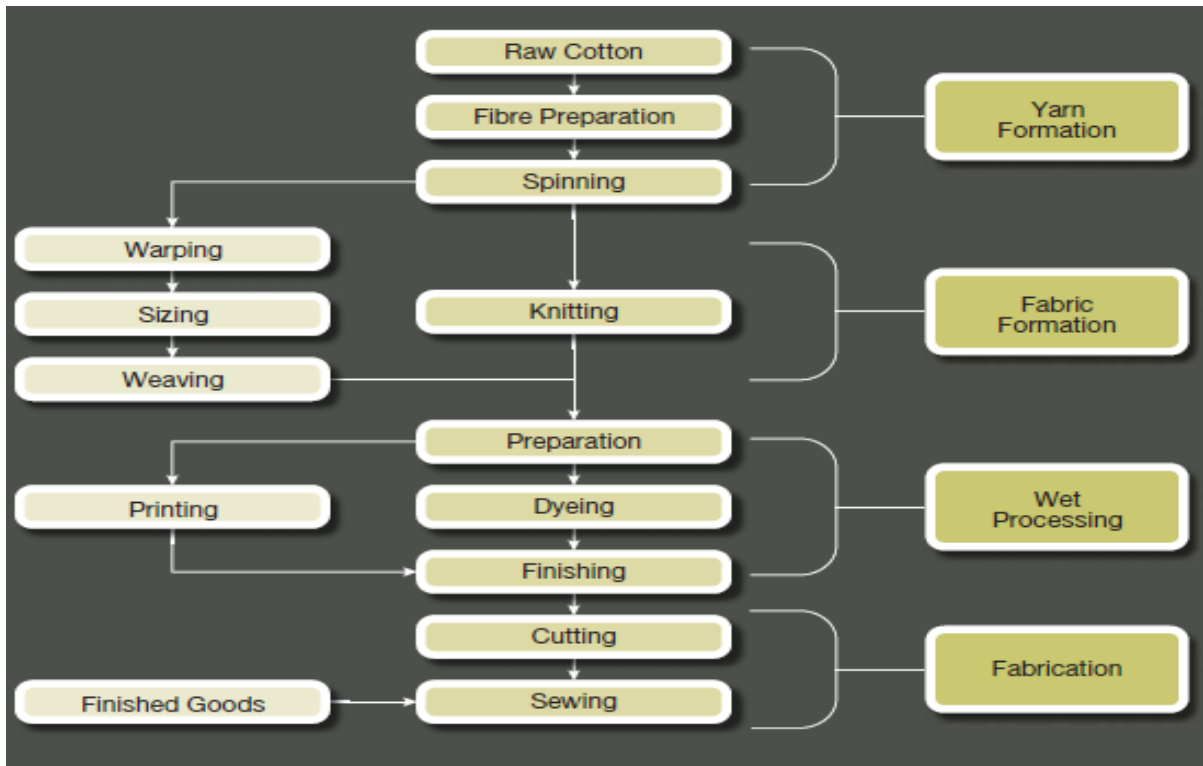 Raw Cotton
Fibre Preparation
Yarn
Formation
Spinning
Warping
Sizing
Knitting
Fabric
Formation
Weaving
Preparation
Printing
Dyeing
Wet
Processing
Finishing
Cutting
Fabrication
Finished Goods
Sewing